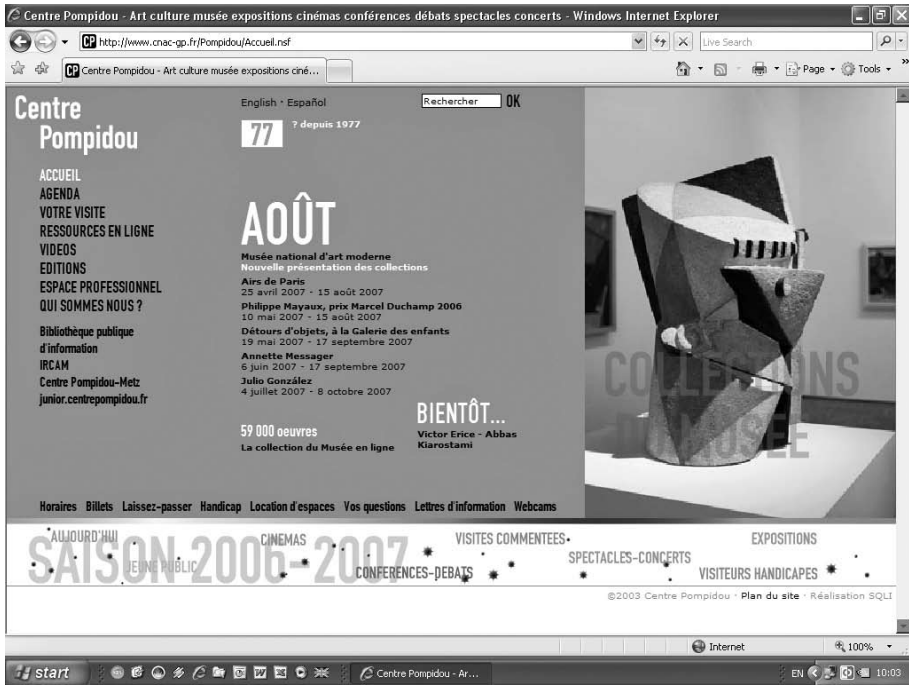 Centre Pompidou - Art culture musée expositions cinémas conférences débats spectacles concerts - Windows Internet Explorer
http://www.cnac-gp.fr/Pompidou/Accueil.nsf
Live Search
Centre Pompidou - Art culture musée expositions ciné...
Page
Tools
Centre
Pompidou
English · Español
Rechercher
OK
77
? depuis 1977
ACCUEIL
AGENDA
VOTRE VISITE
RESSOURCES EN LIGNE
VIDEOS
EDITIONS
ESPACE PROFESSIONNEL
QUI SOMMES NOUS ?
Bibliothèque publique
d'information
IRCAM
Centre Pompidou-Metz
junior.centrepompidou.fr
AOÛT
Musée national d'art moderne
Nouvelle présentation des collections
Airs de Paris
25 avril 2007 - 15 août 2007
Philippe Mayaux, prix Marcel Duchamp 2006
10 mai 2007 - 15 août 2007
Détours d'objets, à la Galerie des enfants
19 mai 2007 - 17 septembre 2007
Annette Messager
6 juin 2007 - 17 septembre 2007
Julio González
4 juillet 2007 - 8 octobre 2007
59 000 oeuvres
La collection du Musée en ligne
BIENTÔT...
Victor Erice - Abbas
Kiarostami
COLLECTIONS
DU MUSEE
Horaires Billets Laissez-passer Handicap Location d'espaces Vos questions Lettres d'information Webcams
SAISON 2006-2007
AUJOURD'HUI
JEUNE PUBLIC
CINEMAS
CONFERENCES-DEBATS
VISITES COMMENTEES
SPECTACLES-CONCERTS
EXPOSITIONS
VISITEURS HANDICAPES
©2003 Centre Pompidou · Plan du site · Réalisation SQLI
Internet
100%
start
Centre Pompidou - Ar...
EN
10:03